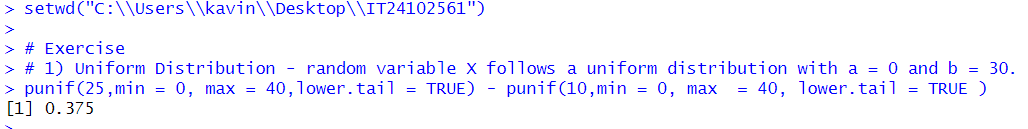 > setwd("C:\\Users\\kavin\\Desktop\\IT24102561")
>
> # Exercise
> # 1) Uniform Distribution - random variable X follows a uniform distribution with a = 0 and b = 30.
> punif(25,min = 0, max = 40,lower.tail = TRUE) - punif(10,min = 0, max  = 40, lower.tail = TRUE )
[1] 0.375
>